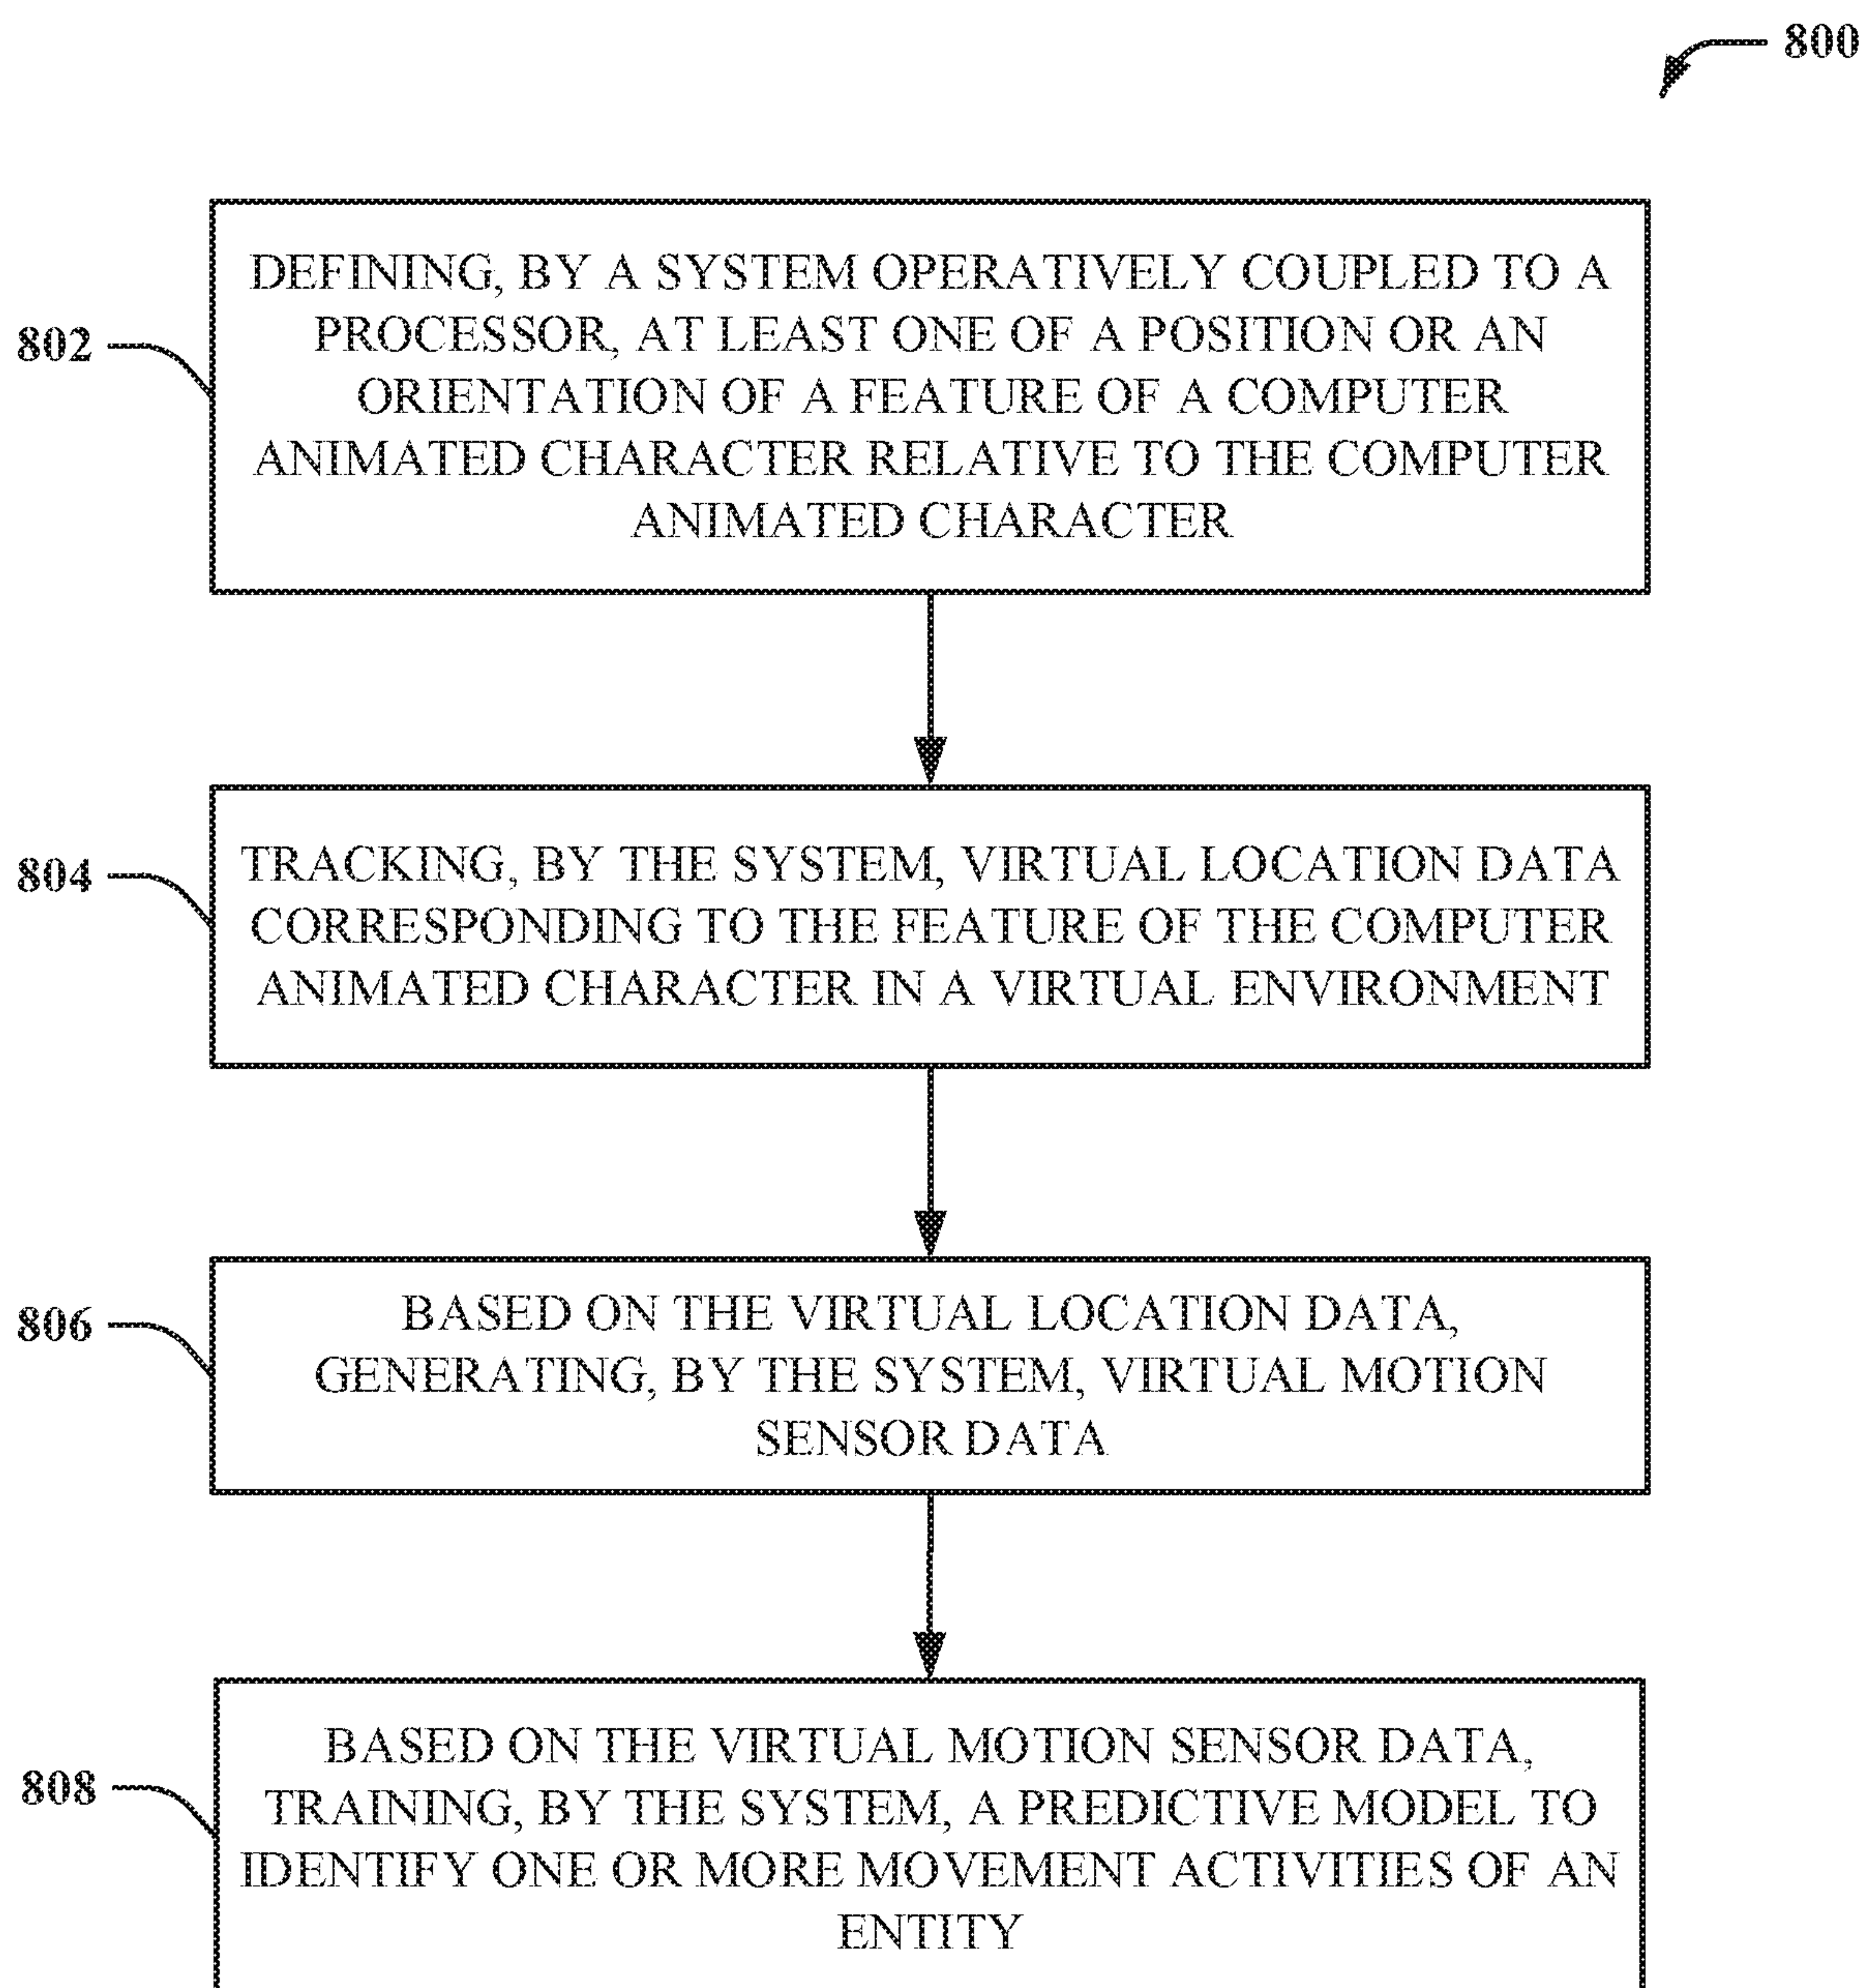 800
802
DEFINING, BY A SYSTEM OPERATIVELY COUPLED TO A
PROCESSOR, AT LEAST ONE OF A POSITION OR AN
ORIENTATION OF A FEATURE OF A COMPUTER
ANIMATED CHARACTER RELATIVE TO THE COMPUTER
ANIMATED CHARACTER
804
TRACKING, BY THE SYSTEM, VIRTUAL LOCATION DATA
CORRESPONDING TO THE FEATURE OF THE COMPUTER
ANIMATED CHARACTER IN A VIRTUAL ENVIRONMENT
806
BASED ON THE VIRTUAL LOCATION DATA,
GENERATING, BY THE SYSTEM, VIRTUAL MOTION
SENSOR DATA
808
BASED ON THE VIRTUAL MOTION SENSOR DATA,
TRAINING, BY THE SYSTEM, A PREDICTIVE MODEL TO
IDENTIFY ONE OR MORE MOVEMENT ACTIVITIES OF AN
ENTITY